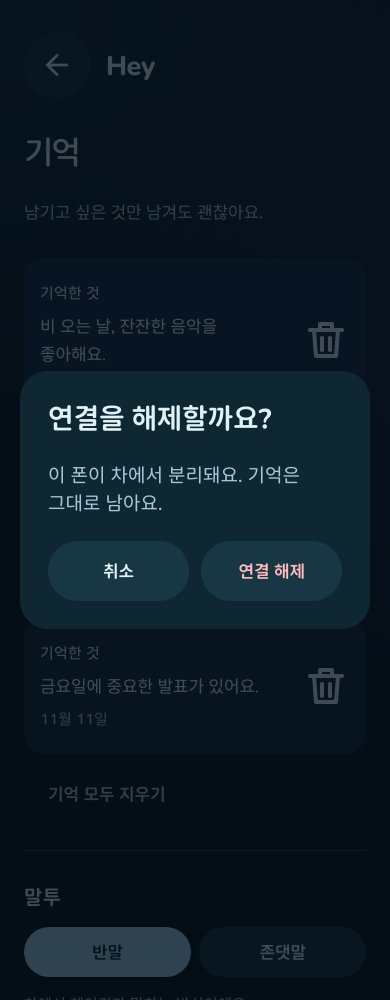 Hey
기억
남기고 싶은 것만 남겨도 괜찮아요.
기억한 것
비 오는 날, 잔잔한 음악을
좋아해요.
연결을 해제할까요?
이 폰이 차에서 분리돼요. 기억은
그대로 남아요.
취소
연결 해제
기억한 것
금요일에 중요한 발표가 있어요.
11월 11일
기억 모두 지우기
말투
반말
존댓말